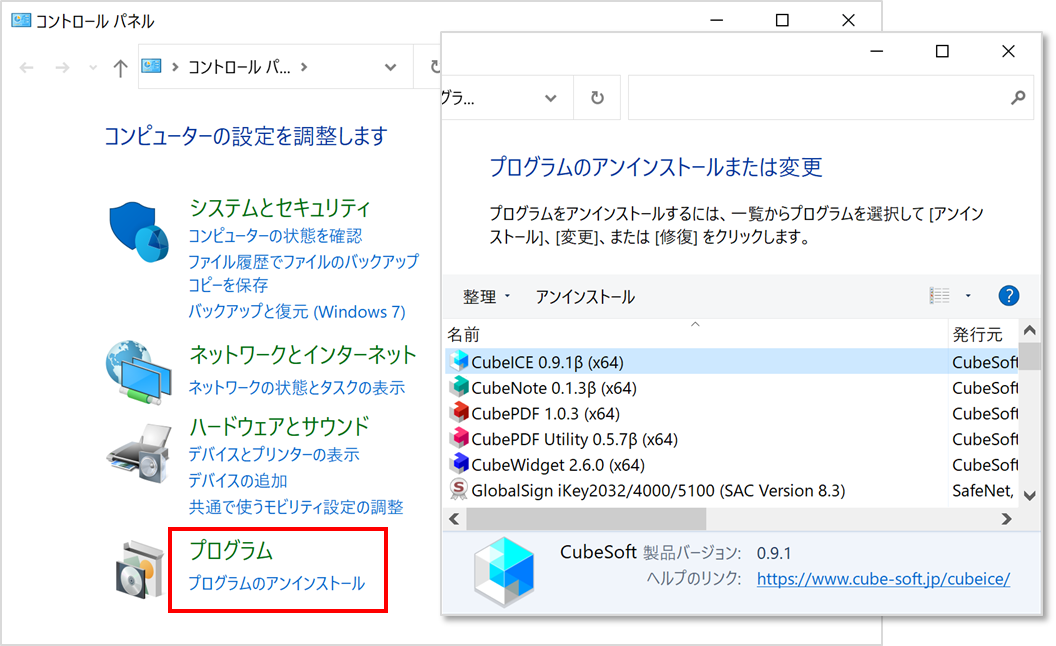 コントロール パネル
コントロール パ...
コンピューターの設定を調整します
システムとセキュリティ
コンピューターの状態を確認
ファイル履歴でファイルのバックアップ
コピーを保存
バックアップと復元 (Windows 7)
ネットワークとインターネット
ネットワークの状態とタスクの表示
ハードウェアとサウンド
デバイスとプリンターの表示
デバイスの追加
共通で使うモビリティ設定の調整
プログラム
プログラムのアンインストール
グラ...
プログラムのアンインストールまたは変更
プログラムをアンインストールするには、一覧からプログラムを選択して [アンイン
ストール]、[変更]、または [修復] をクリックします。
整理 アンインストール
名前 発行元
CubeICE 0.9.1β (x64) CubeSoft
CubeNote 0.1.3β (x64) CubeSoft
CubePDF 1.0.3 (x64) CubeSoft
CubePDF Utility 0.5.7β (x64) CubeSoft
CubeWidget 2.6.0 (x64) CubeSoft
GlobalSign iKey2032/4000/5100 (SAC Version 8.3) SafeNet,
CubeSoft 製品バージョン: 0.9.1
ヘルプのリンク: https://www.cube-soft.jp/cubeice/